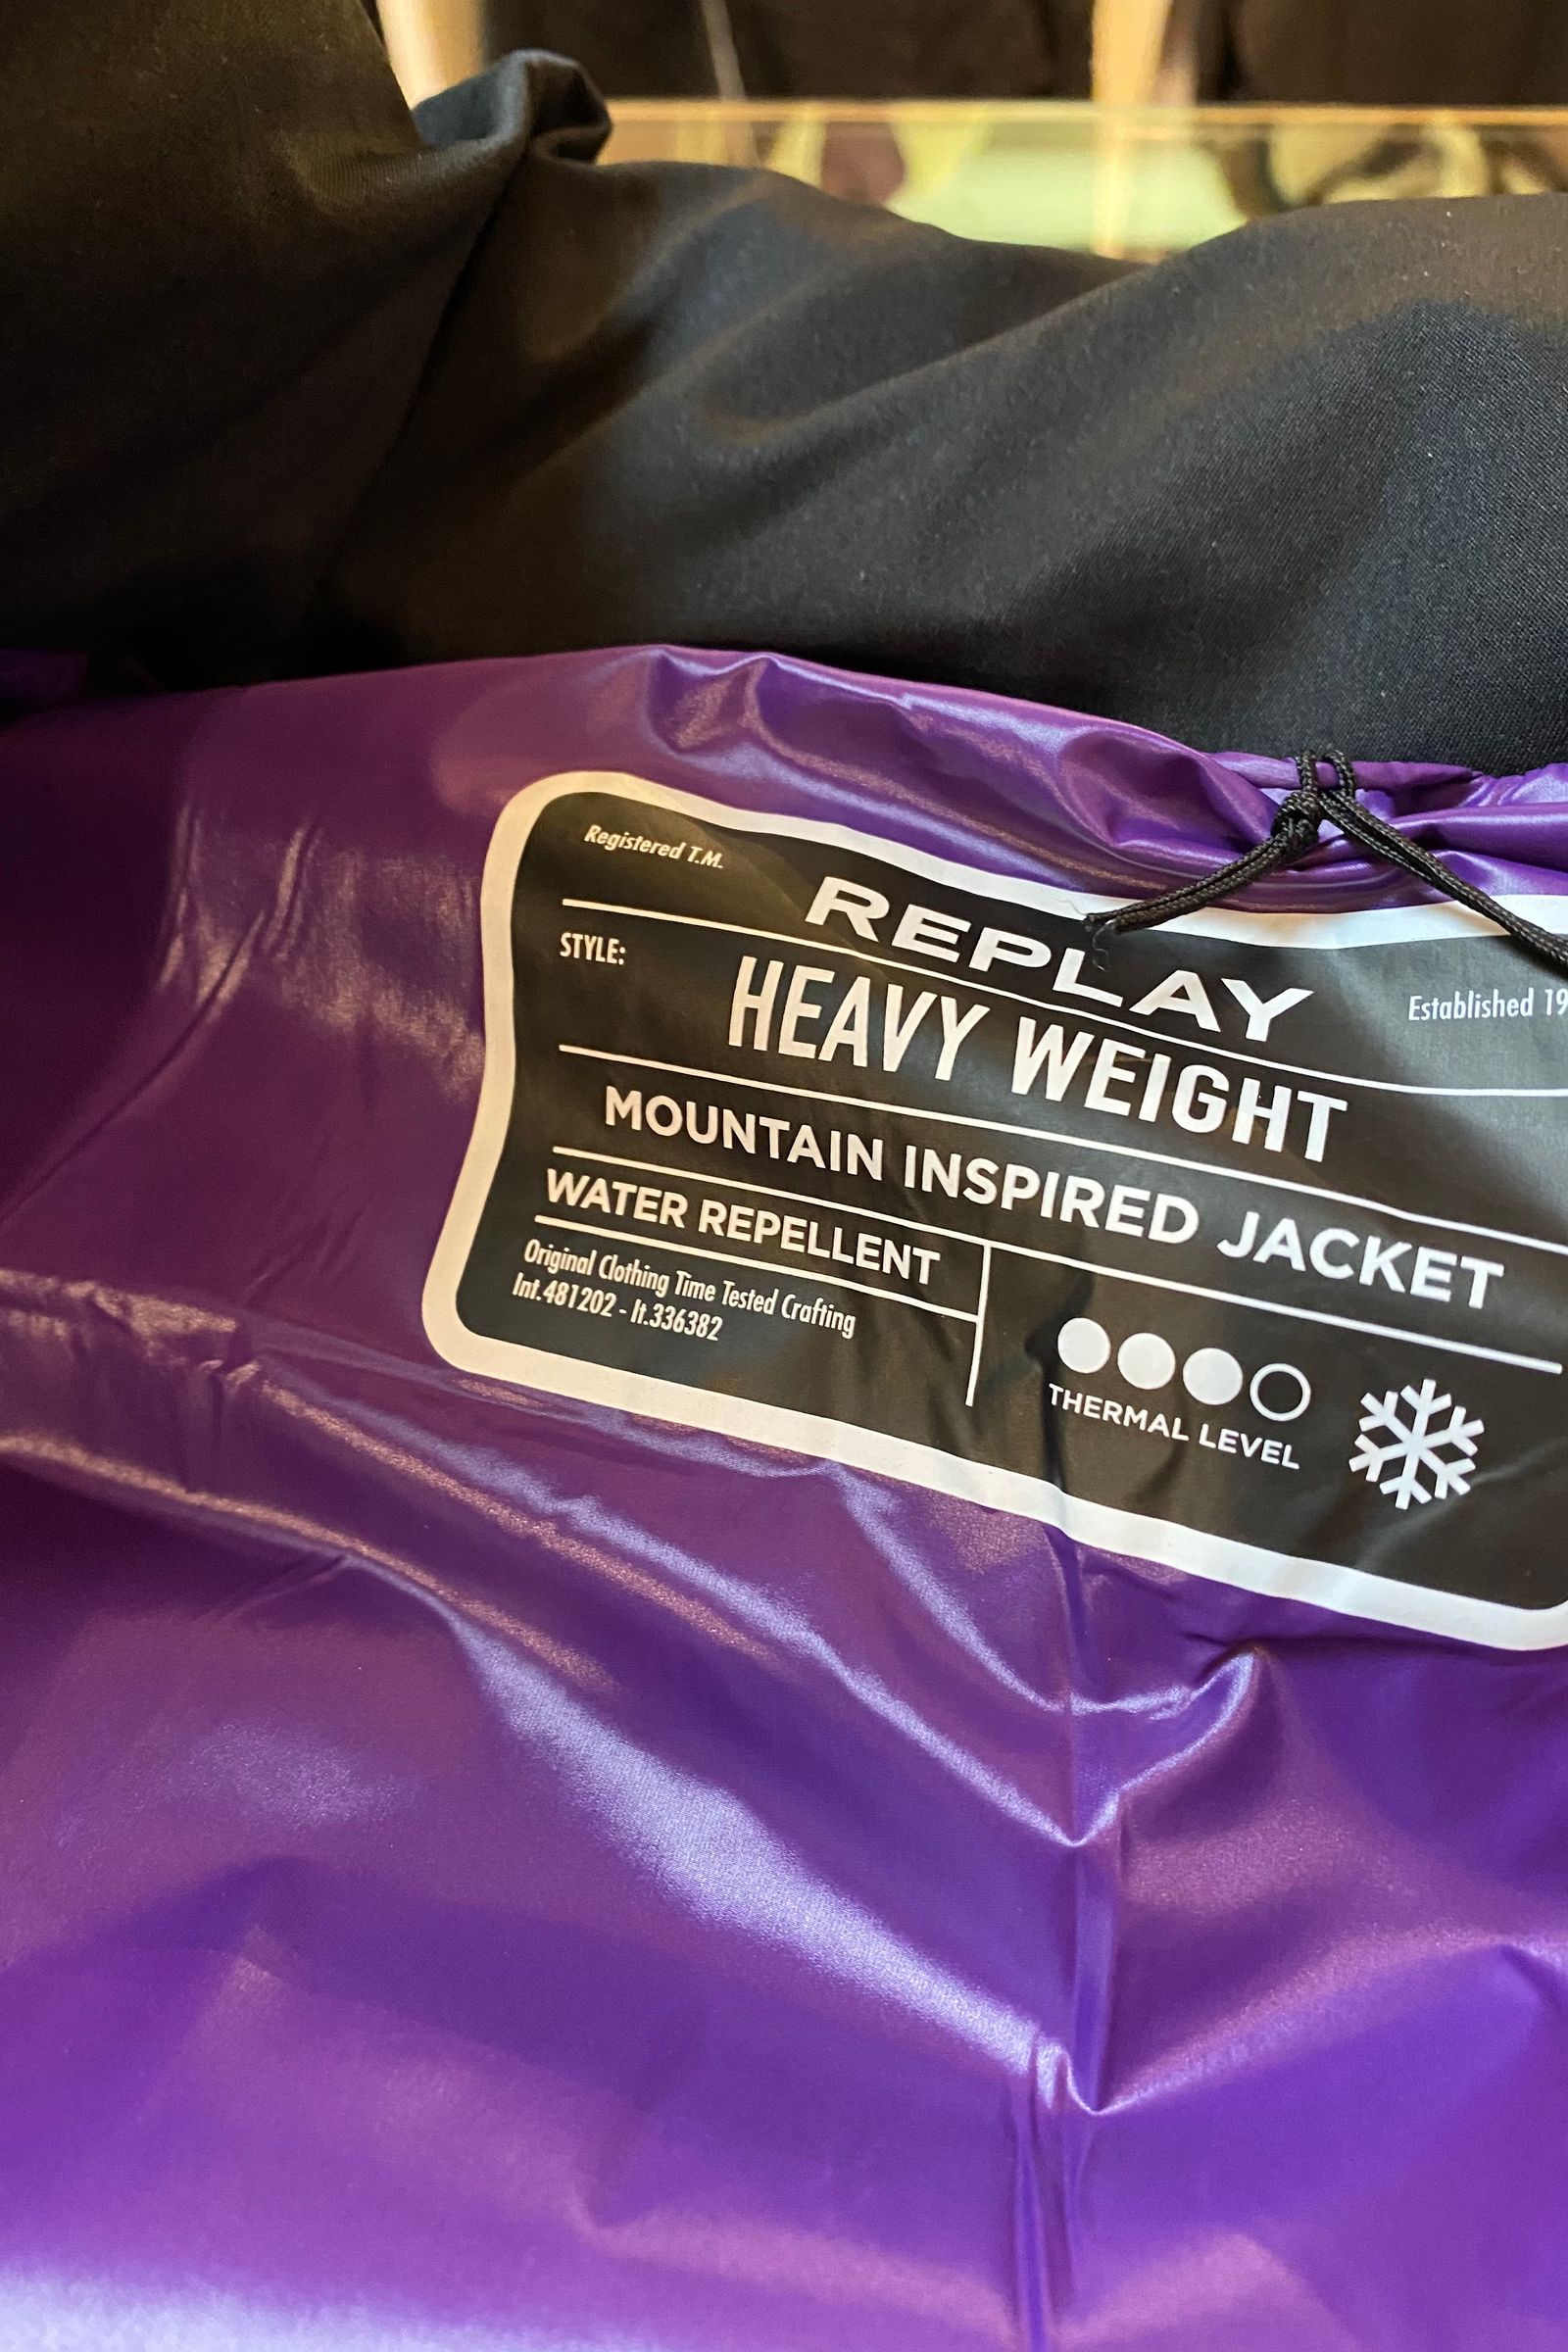 Registered T.M.
REPLAY
Established 19
STYLE:
HEAVY WEIGHT
MOUNTAIN INSPIRED JACKET
WATER REPELLENT
Original Clothing Time Tested Crafting
Int.481202 - It.336382
THERMAL LEVEL